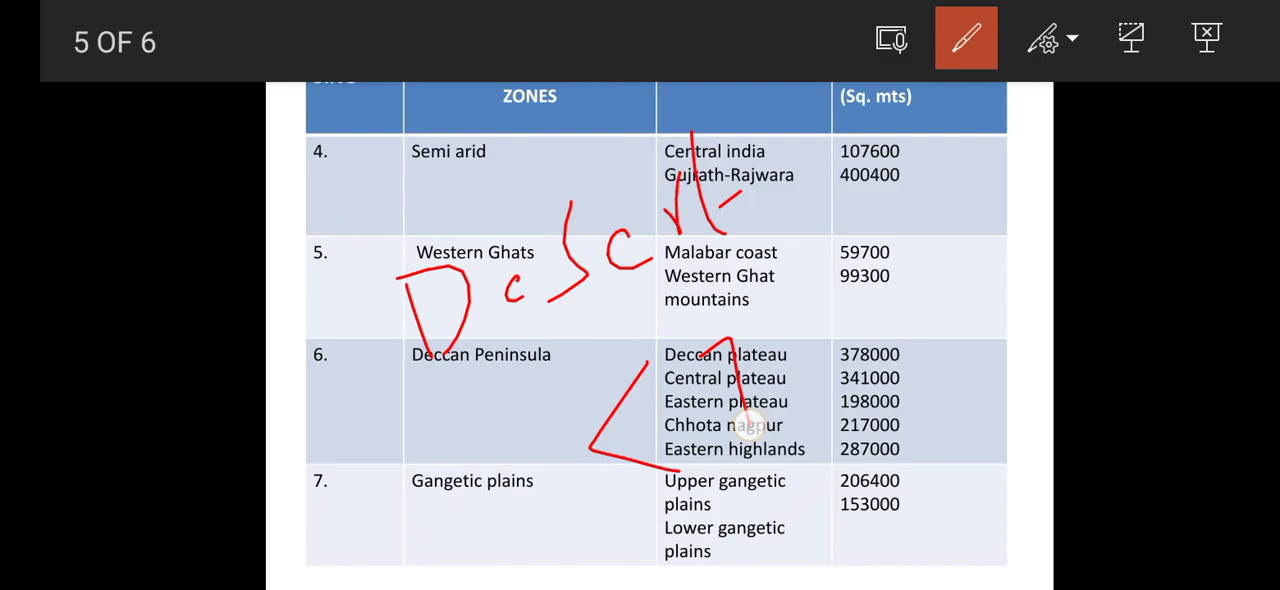 5 OF 6
ZONES (Sq. mts)
4. Semi arid Central india 107600
Gujrath-Rajwara 400400
5. Western Ghats Malabar coast 59700
Western Ghat 99300
mountains
6. Deccan Peninsula Deccan plateau 378000
Central plateau 341000
Eastern plateau 198000
Chhota nagpur 217000
Eastern highlands 287000
7. Gangetic plains Upper gangetic 206400
plains 153000
Lower gangetic
plains